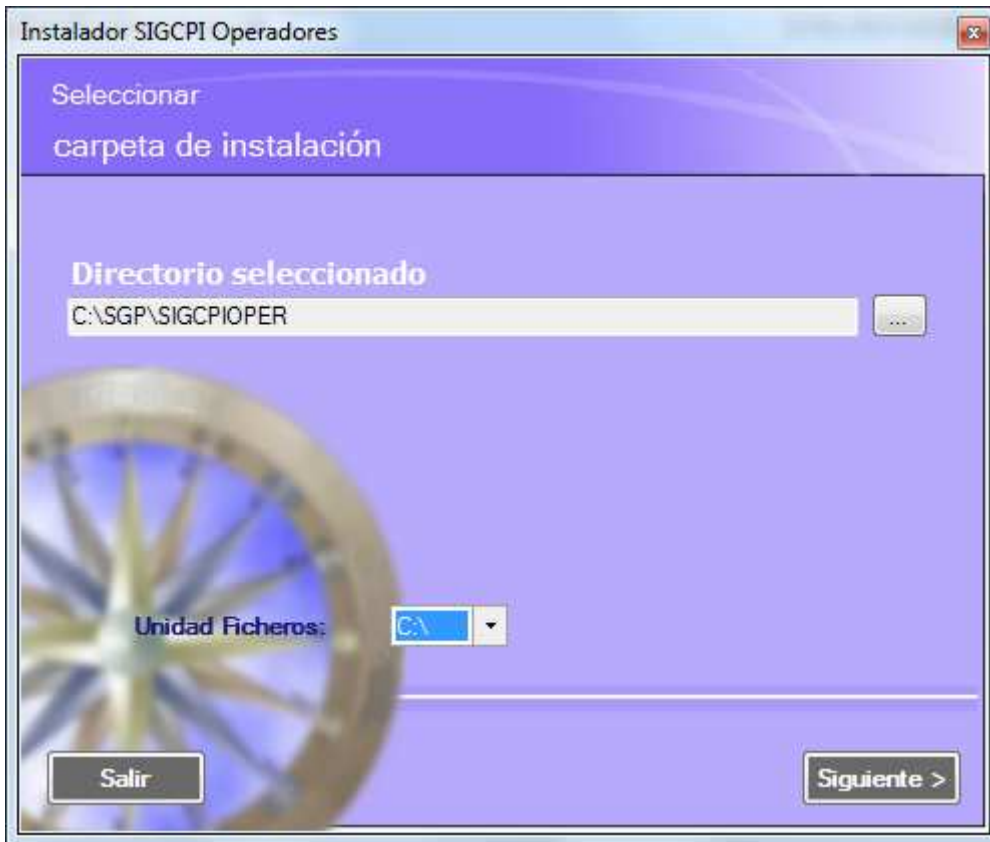 Instalador SIGCPI Operadores
Seleccionar
carpeta de instalación
Directorio seleccionado
C:\SGP\SIGCPIOPER
...
Unidad Ficheros:
C:\
Salir
Siguiente >